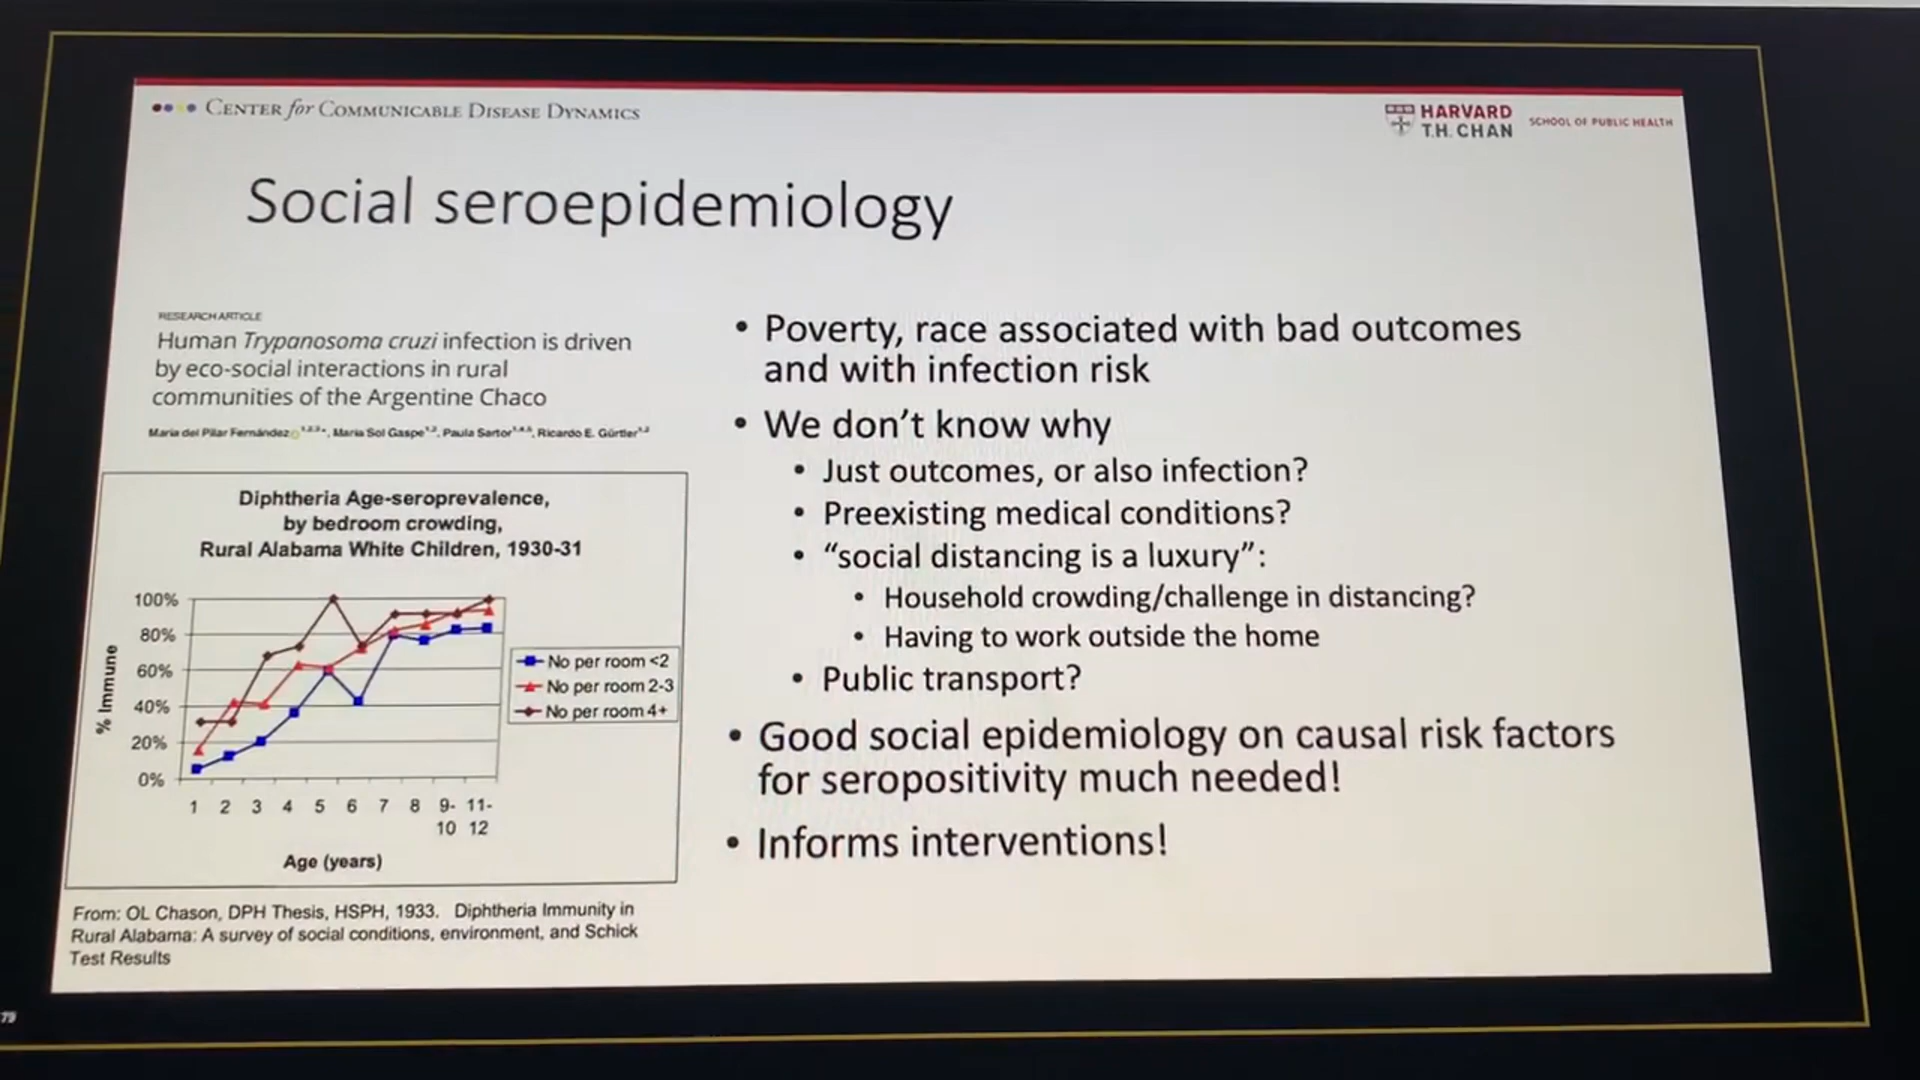 CENTER for COMMUNICABLE DISEASE DYNAMICS
HARVARD
T.H. CHAN
SCHOOL OF PUBLIC HEALTH
Social seroepidemiology
RESEARCH ARTICLE
Human Trypanosoma cruzi infection is driven
by eco-social interactions in rural
communities of the Argentine Chaco
María del Pilar Fernández, María Sol Gaspe, Paula Sartor, Ricardo E. Gürtler
Diphtheria Age-seroprevalence,
by bedroom crowding,
Rural Alabama White Children, 1930-31
% Immune
100%
80%
60%
40%
20%
0%
1 2 3 4 5 6 7 8 9- 11-
10 12
Age (years)
No per room <2
No per room 2-3
No per room 4+
From: OL Chason, DPH Thesis, HSPH, 1933. Diphtheria Immunity in
Rural Alabama: A survey of social conditions, environment, and Schick
Test Results
• Poverty, race associated with bad outcomes
and with infection risk
• We don’t know why
• Just outcomes, or also infection?
• Preexisting medical conditions?
• “social distancing is a luxury”:
• Household crowding/challenge in distancing?
• Having to work outside the home
• Public transport?
• Good social epidemiology on causal risk factors
for seropositivity much needed!
• Informs interventions!
79